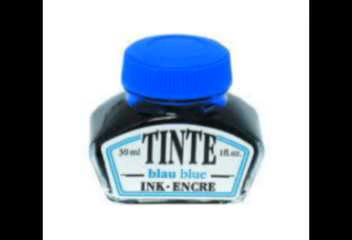 TINTE
30 ml 1 fl. oz.
blau blue
INK · ENCRE